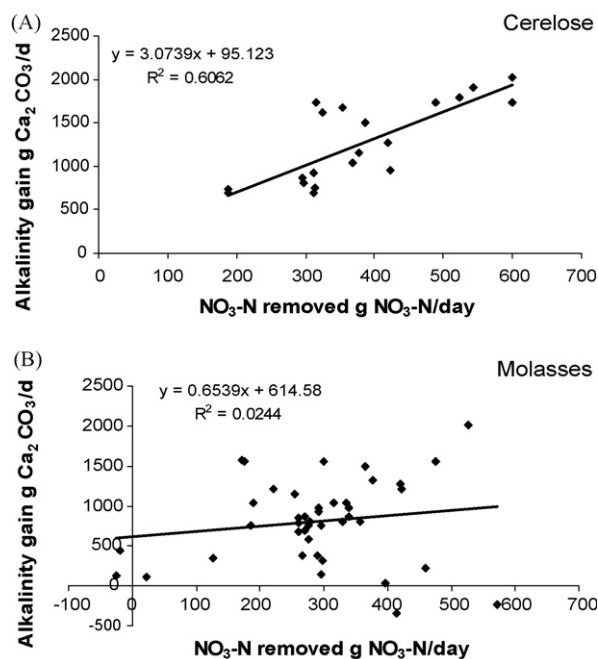 (A)
Cerelose
y = 3.0739x + 95.123
R² = 0.6062
Alkalinity gain g Ca₂ CO₃/d
2500
2000
1500
1000
500
0
0 100 200 300 400 500 600 700
NO₃-N removed g NO₃-N/day
(B)
Molasses
y = 0.6539x + 614.58
R² = 0.0244
Alkalinity gain g Ca₂ CO₃/d
2500
2000
1500
1000
500
0
-500
-100 0 100 200 300 400 500 600 700
NO₃-N removed g NO₃-N/day